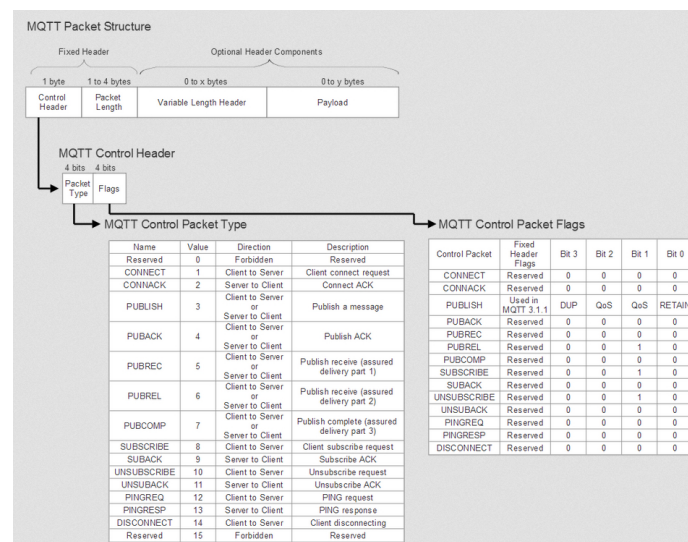 MQTT Packet Structure
Fixed Header
Optional Header Components
1 byte
1 to 4 bytes
0 to x bytes
0 to y bytes
Control Header
Packet Length
Variable Length Header
Payload
MQTT Control Header
4 bits 4 bits
Packet Type
Flags
MQTT Control Packet Type
Name Value Direction Description
Reserved 0 Forbidden Reserved
CONNECT 1 Client to Server Client connect request
CONNACK 2 Server to Client Connect ACK
PUBLISH 3 Client to Server or Server to Client Publish a message
PUBACK 4 Client to Server or Server to Client Publish ACK
PUBREC 5 Client to Server or Server to Client Publish receive (assured delivery part 1)
PUBREL 6 Client to Server or Server to Client Publish receive (assured delivery part 2)
PUBCOMP 7 Client to Server or Server to Client Publish complete (assured delivery part 3)
SUBSCRIBE 8 Client to Server Client subscribe request
SUBACK 9 Server to Client Subscribe ACK
UNSUBSCRIBE 10 Client to Server Unsubscribe request
UNSUBACK 11 Server to Client Unsubscribe ACK
PINGREQ 12 Client to Server PING request
PINGRESP 13 Server to Client PING response
DISCONNECT 14 Client to Server Client disconnecting
Reserved 15 Forbidden Reserved
MQTT Control Packet Flags
Control Packet Fixed Header Flags Bit 3 Bit 2 Bit 1 Bit 0
CONNECT Reserved 0 0 0 0
CONNACK Reserved 0 0 0 0
PUBLISH Used in MQTT 3.1.1 DUP QoS QoS RETAIN
PUBACK Reserved 0 0 0 0
PUBREC Reserved 0 0 0 0
PUBREL Reserved 0 0 1 0
PUBCOMP Reserved 0 0 0 0
SUBSCRIBE Reserved 0 0 1 0
SUBACK Reserved 0 0 0 0
UNSUBSCRIBE Reserved 0 0 1 0
UNSUBACK Reserved 0 0 0 0
PINGREQ Reserved 0 0 0 0
PINGRESP Reserved 0 0 0 0
DISCONNECT Reserved 0 0 0 0